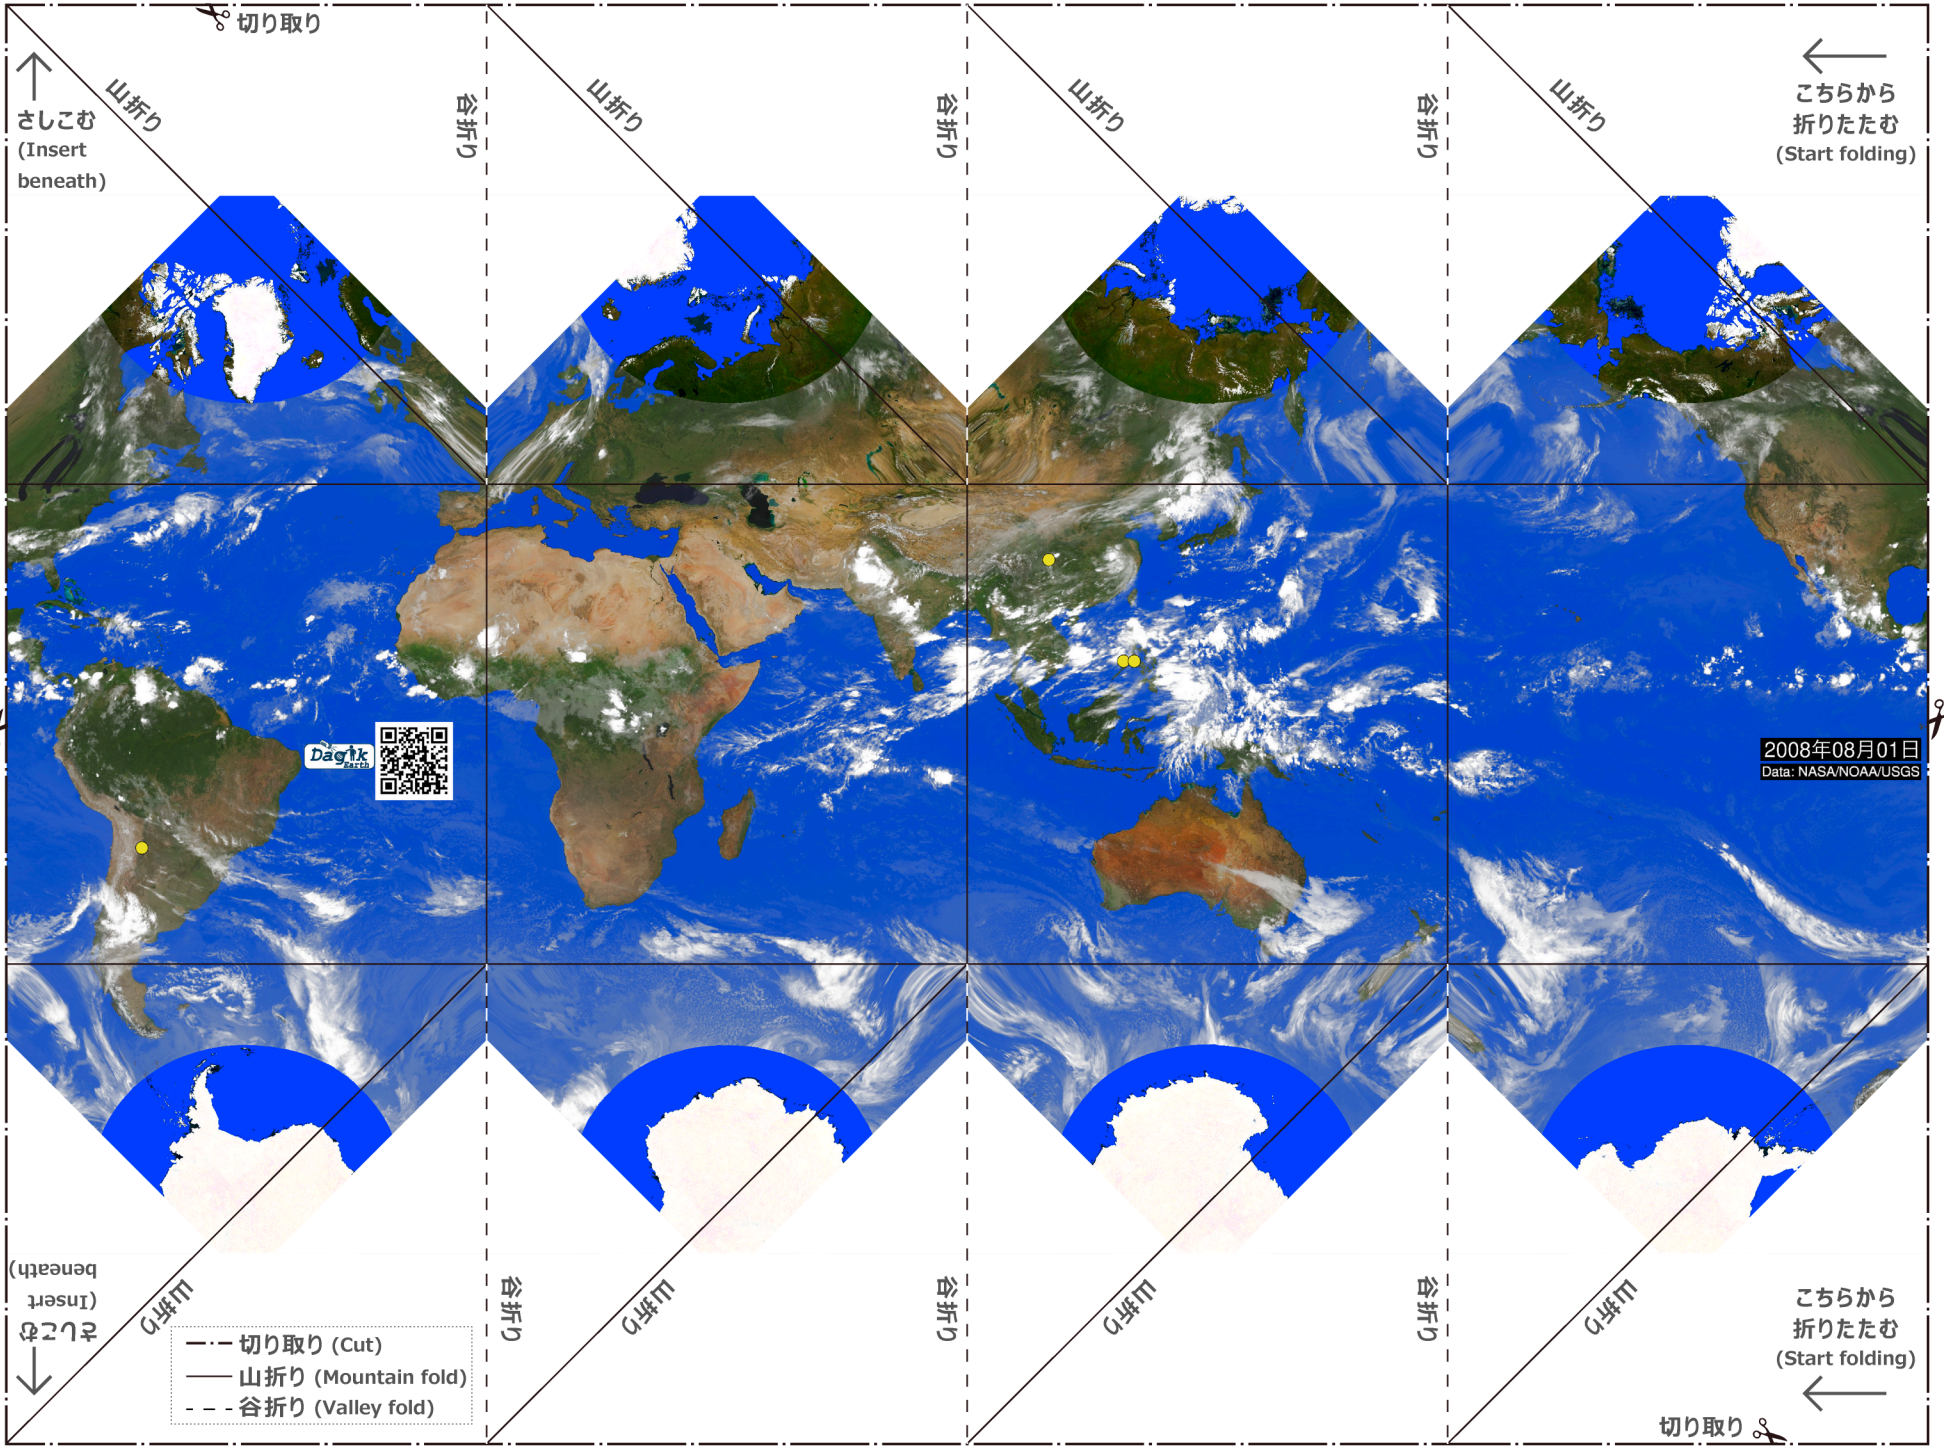 切り取り
山折り
谷折り
山折り
谷折り
山折り
谷折り
山折り
さしこむ
(Insert
beneath)
こちらから
折りたたむ
(Start folding)
Dagik
Earth
2008年08月01日
Data: NASA/NOAA/USGS
さしこむ
(Insert
beneath)
山折り
谷折り
山折り
谷折り
山折り
谷折り
山折り
こちらから
折りたたむ
(Start folding)
切り取り (Cut)
山折り (Mountain fold)
谷折り (Valley fold)
切り取り